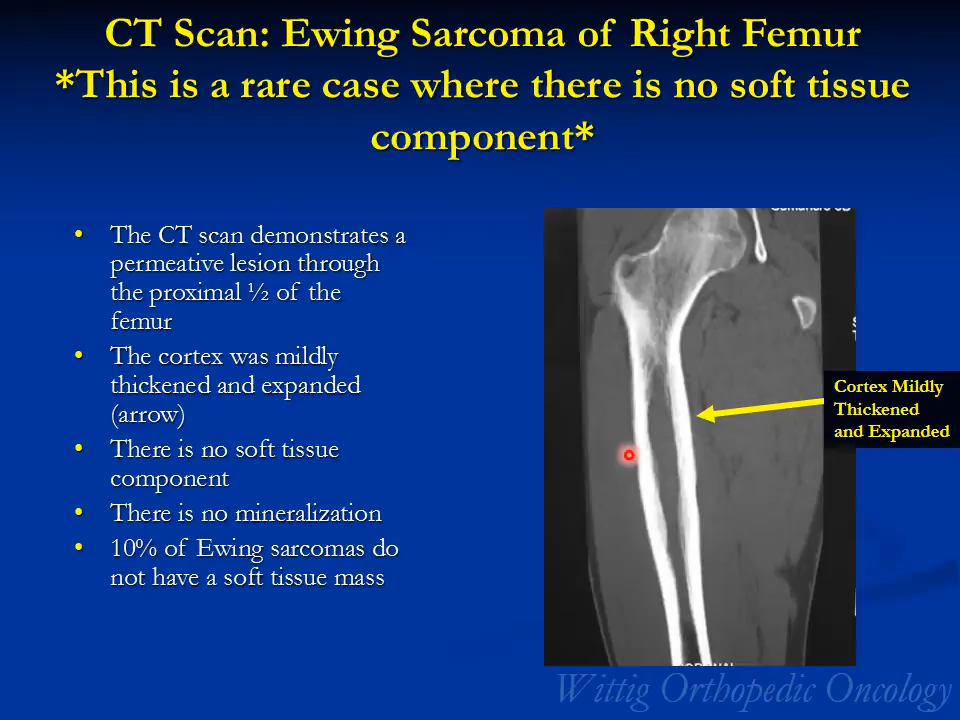 CT Scan: Ewing Sarcoma of Right Femur
*This is a rare case where there is no soft tissue
component*
• The CT scan demonstrates a
permeative lesion through
the proximal ½ of the
femur
• The cortex was mildly
thickened and expanded
(arrow)
• There is no soft tissue
component
• There is no mineralization
• 10% of Ewing sarcomas do
not have a soft tissue mass
Cortex Mildly
Thickened
and Expanded
Wittig Orthopedic Oncology